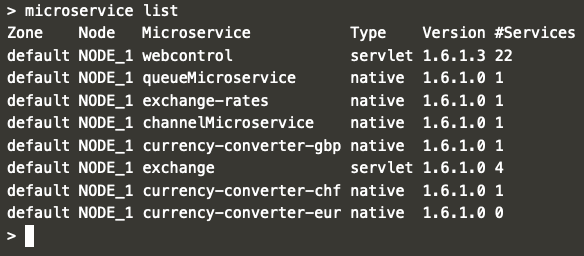 > microservice list
Zone    Node   Microservice           Type    Version #Services
default NODE_1 webcontrol             servlet 1.6.1.3 22
default NODE_1 queueMicroservice      native  1.6.1.0 1
default NODE_1 exchange-rates         native  1.6.1.0 1
default NODE_1 channelMicroservice    native  1.6.1.0 1
default NODE_1 currency-converter-gbp native  1.6.1.0 1
default NODE_1 exchange               servlet 1.6.1.0 4
default NODE_1 currency-converter-chf native  1.6.1.0 1
default NODE_1 currency-converter-eur native  1.6.1.0 0
>